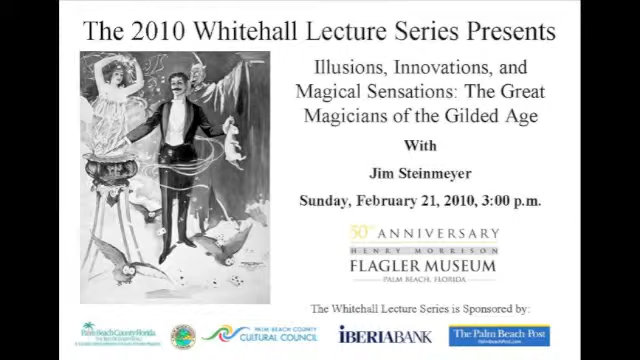 The 2010 Whitehall Lecture Series Presents
Illusions, Innovations, and
Magical Sensations: The Great
Magicians of the Gilded Age
With
Jim Steinmeyer
Sunday, February 21, 2010, 3:00 p.m.
50th ANNIVERSARY
HENRY MORRISON
FLAGLER MUSEUM
PALM BEACH, FLORIDA
The Whitehall Lecture Series is Sponsored by:
Palm Beach County Florida
PALM BEACH COUNTY
CULTURAL COUNCIL
IBERIABANK
The Palm Beach Post